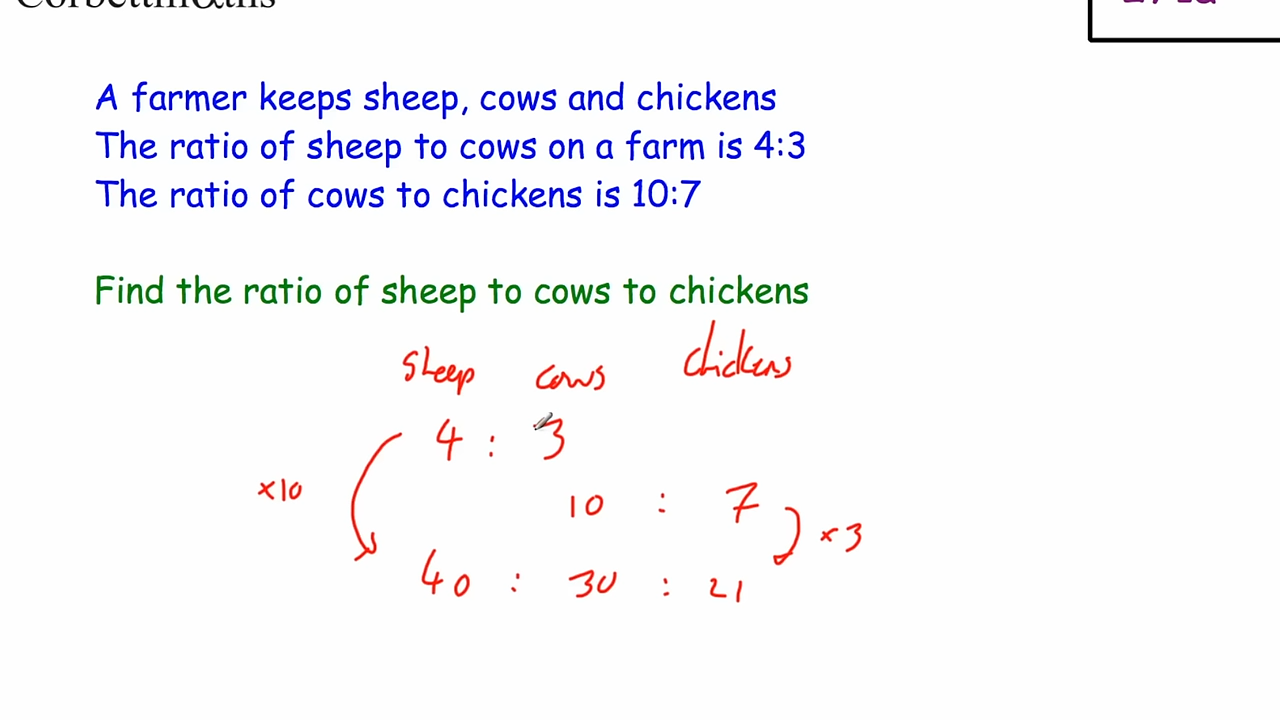 A farmer keeps sheep, cows and chickens
The ratio of sheep to cows on a farm is 4:3
The ratio of cows to chickens is 10:7
Find the ratio of sheep to cows to chickens
sheep cows chickens
4 : 3
×10
10 : 7
×3
40 : 30 : 21